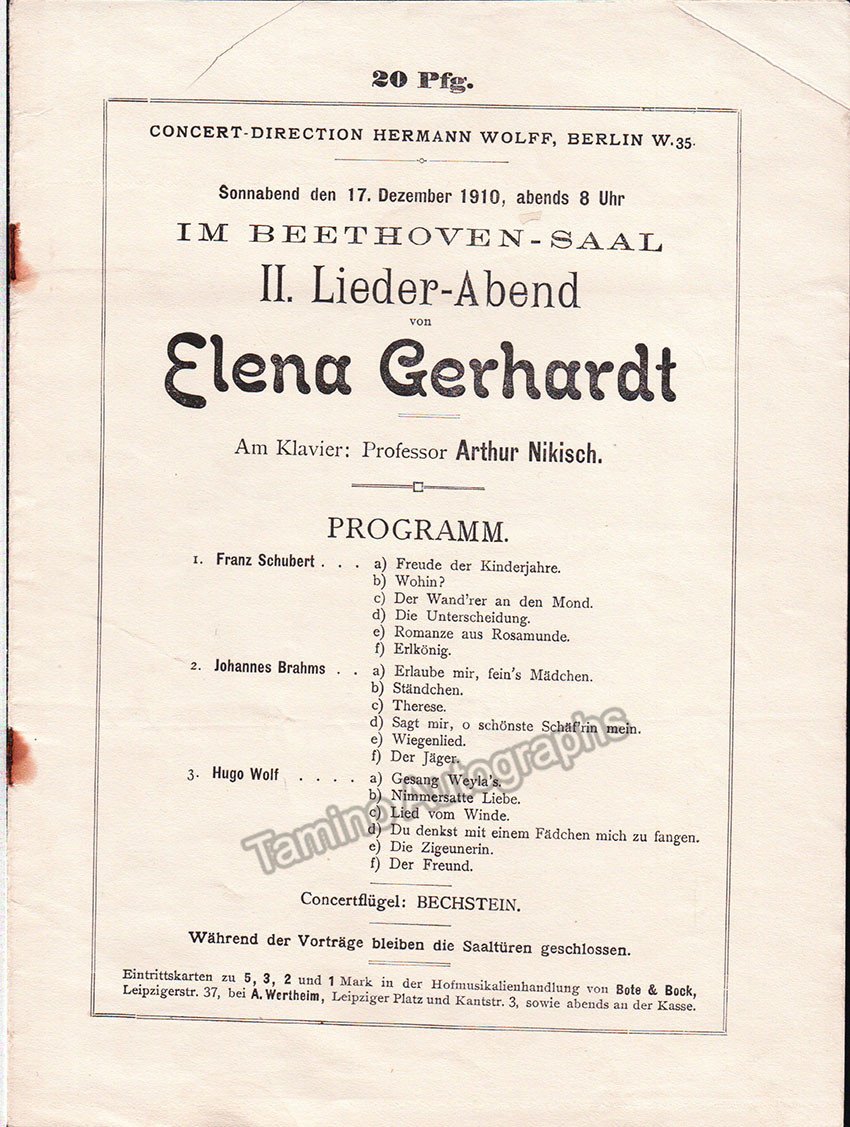 20 Pfg.
CONCERT-DIRECTION HERMANN WOLFF, BERLIN W.35.
Sonnabend den 17. Dezember 1910, abends 8 Uhr
IM BEETHOVEN-SAAL
II. Lieder-Abend
von
Elena Gerhardt
Am Klavier: Professor Arthur Nikisch.
PROGRAMM.
1. Franz Schubert . . . a) Freude der Kinderjahre.
b) Wohin?
c) Der Wand'rer an den Mond.
d) Die Unterscheidung.
e) Romanze aus Rosamunde.
f) Erlkönig.
2. Johannes Brahms . . a) Erlaube mir, fein's Mädchen.
b) Ständchen.
c) Therese.
d) Sagt mir, o schönste Schäf'rin mein.
e) Wiegenlied.
f) Der Jäger.
3. Hugo Wolf . . . . a) Gesang Weyla's.
b) Nimmersatte Liebe.
c) Lied vom Winde.
d) Du denkst mit einem Fädchen mich zu fangen.
e) Die Zigeunerin.
f) Der Freund.
Tamino Autographs
Concertflügel: BECHSTEIN.
Während der Vorträge bleiben die Saaltüren geschlossen.
Eintrittskarten zu 5, 3, 2 und 1 Mark in der Hofmusikalienhandlung von Bote & Bock,
Leipzigerstr. 37, bei A. Wertheim, Leipziger Platz und Kantstr. 3, sowie abends an der Kasse.